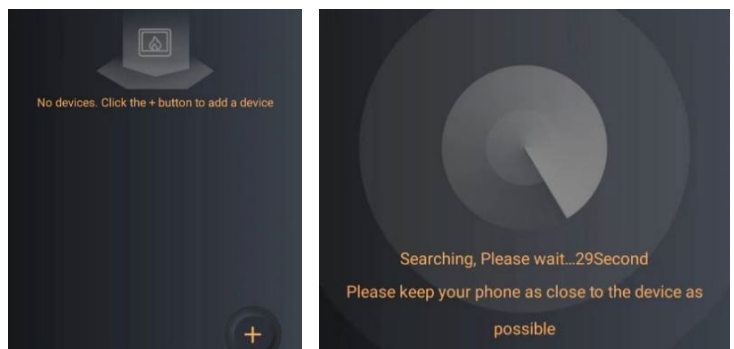 No devices. Click the + button to add a device
+
Searching, Please wait...29Second
Please keep your phone as close to the device as
possible